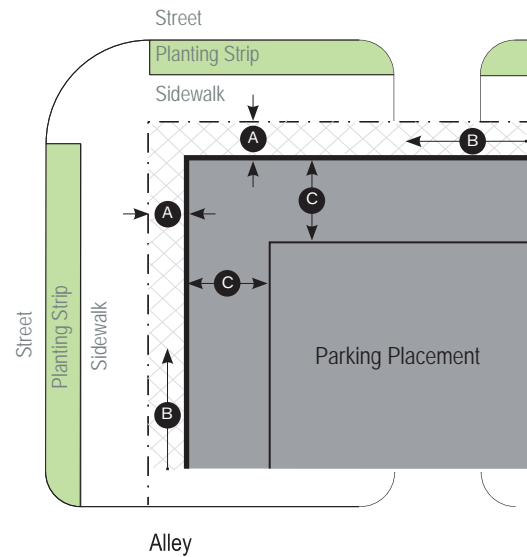 Street
Planting Strip
Sidewalk
A
B
A
C
C
Street
Planting Strip
Sidewalk
Parking Placement
B
Alley